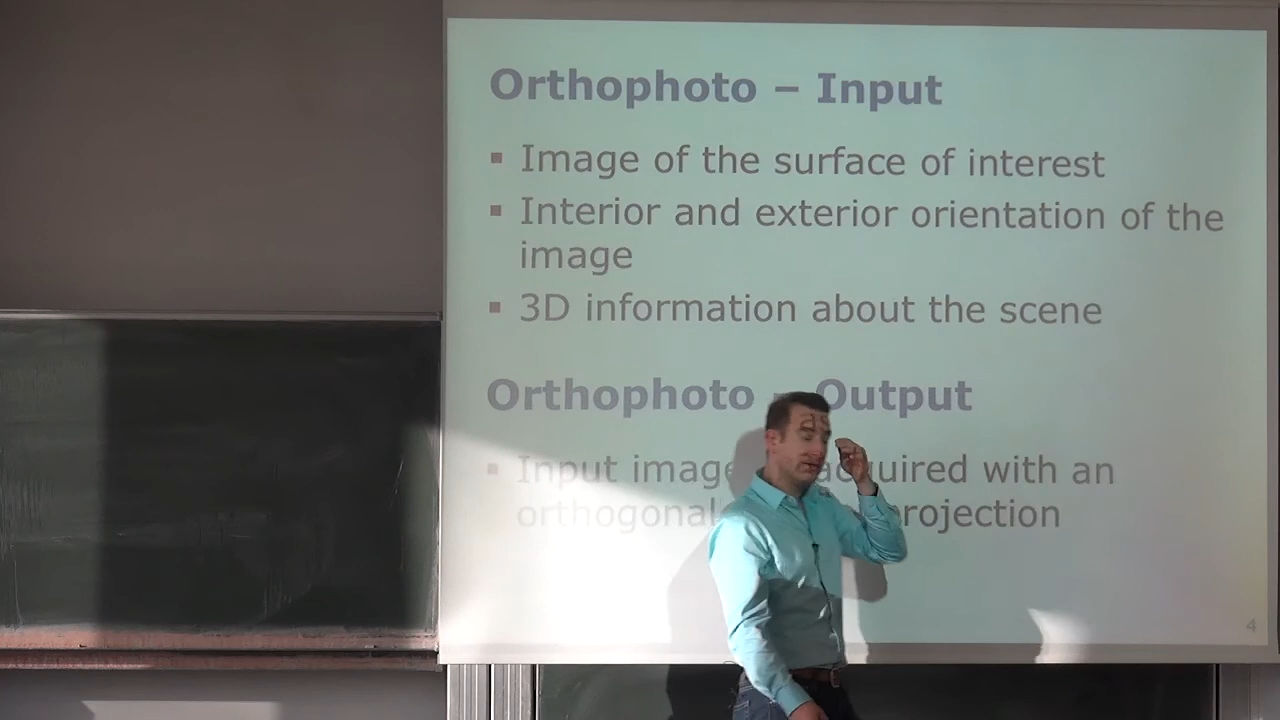 Orthophoto – Input
▪ Image of the surface of interest
▪ Interior and exterior orientation of the
image
▪ 3D information about the scene
Orthophoto – Output
▪ Input image acquired with an
orthogonal projection
4